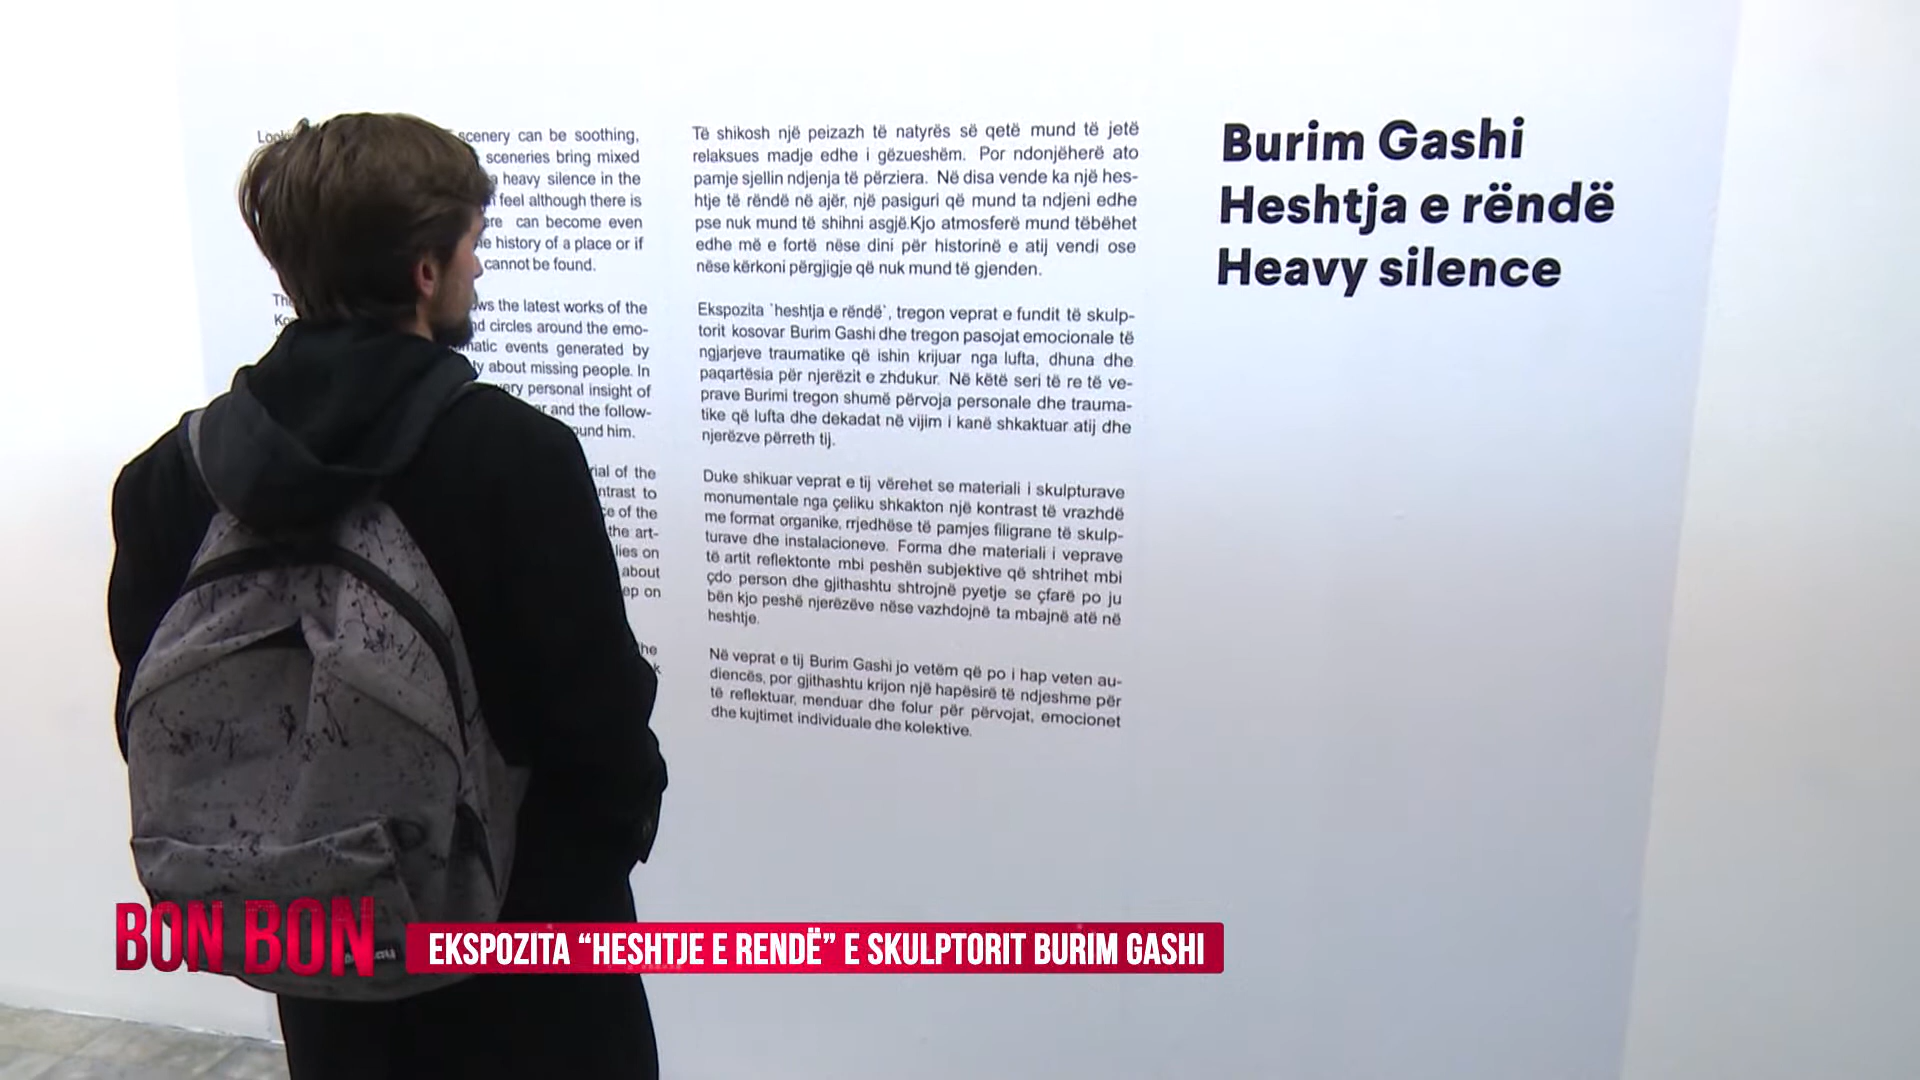 scenery can be soothing,
sceneries bring mixed
a heavy silence in the
feel although there is
can become even
history of a place or if
cannot be found.
the latest works of the
circles around the emo-
events generated by
about missing people. In
personal insight of
and the follow-
him.
of the
to
of the
the art-
on
about
on
Të shikosh një peizazh të natyrës së qetë mund të jetë
relaksues madje edhe i gëzueshëm. Por ndonjëherë ato
pamje sjellin ndjenja të përziera. Në disa vende ka një hes-
htje të rëndë në ajër, një pasiguri që mund ta ndjeni edhe
pse nuk mund të shihni asgjë.Kjo atmosferë mund tëbëhet
edhe më e fortë nëse dini për historinë e atij vendi ose
nëse kërkoni përgjigje që nuk mund të gjenden.
Ekspozita `heshtja e rëndë`, tregon veprat e fundit të skulp-
torit kosovar Burim Gashi dhe tregon pasojat emocionale të
ngjarjeve traumatike që ishin krijuar nga lufta, dhuna dhe
paqartësia për njerëzit e zhdukur. Në këtë seri të re të ve-
prave Burimi tregon shumë përvoja personale dhe trauma-
tike që lufta dhe dekadat në vijim i kanë shkaktuar atij dhe
njerëzve përreth tij.
Duke shikuar veprat e tij vërehet se materiali i skulpturave
monumentale nga çeliku shkakton një kontrast të vrazhdë
me format organike, rrjedhëse të pamjes filigrane të skulp-
turave dhe instalacioneve. Forma dhe materiali i veprave
të artit reflektonte mbi peshën subjektive që shtrihet mbi
çdo person dhe gjithashtu shtrojnë pyetje se çfarë po ju
bën kjo peshë njerëzëve nëse vazhdojnë ta mbajnë atë në
heshtje.
Në veprat e tij Burim Gashi jo vetëm që po i hap veten au-
diencës, por gjithashtu krijon një hapësirë të ndjeshme për
të reflektuar, menduar dhe folur për përvojat, emocionet
dhe kujtimet individuale dhe kolektive.
Burim Gashi
Heshtja e rëndë
Heavy silence
BON BON
EKSPOZITA “HESHTJE E RENDË” E SKULPTORIT BURIM GASHI